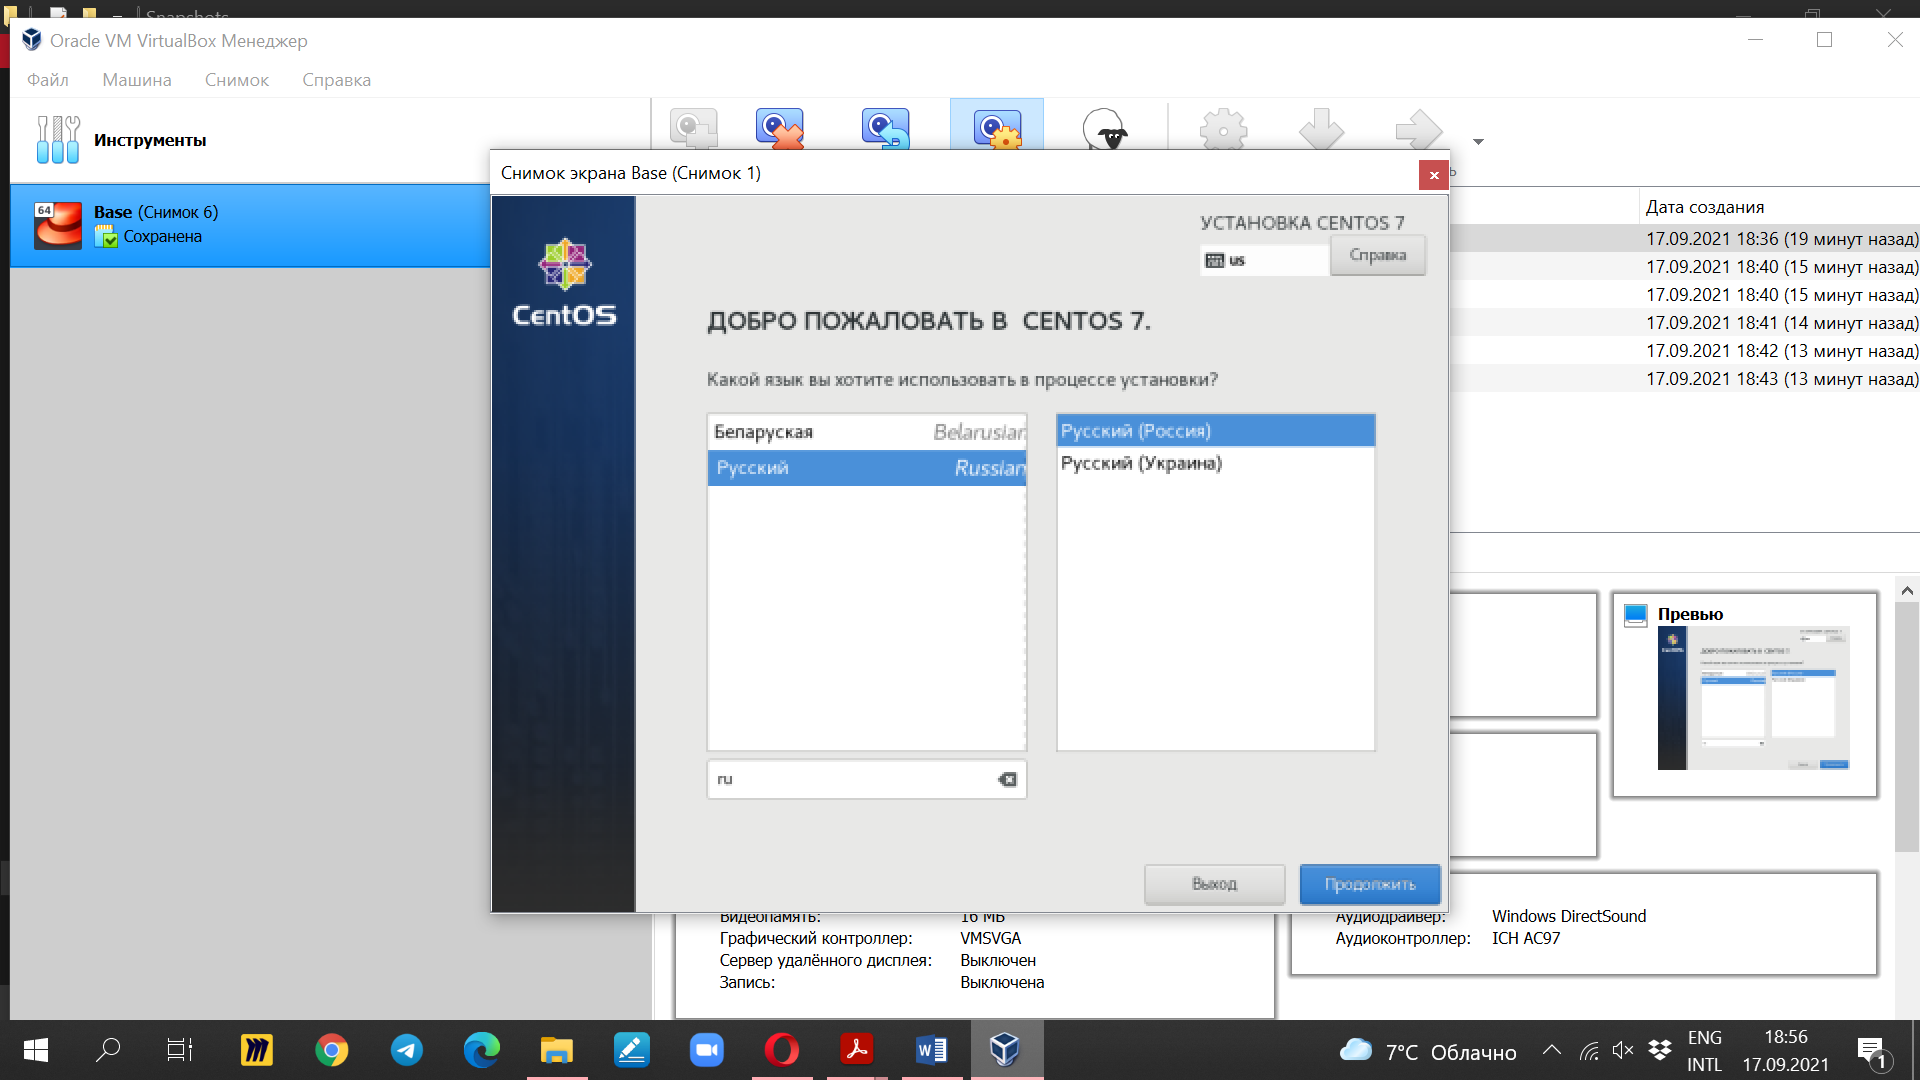 Snapshots
Oracle VM VirtualBox Менеджер
Файл Машина Снимок Справка
Инструменты
64
Base (Снимок 6)
Сохранена
Снимок экрана Base (Снимок 1)
УСТАНОВКА CENTOS 7
us
Справка
CentOS
ДОБРО ПОЖАЛОВАТЬ В CENTOS 7.
Какой язык вы хотите использовать в процессе установки?
Беларуская Belarusian
Русский Russian
Русский (Россия)
Русский (Украина)
ru
Выход
Продолжить
Дата создания
17.09.2021 18:36 (19 минут назад)
17.09.2021 18:40 (15 минут назад)
17.09.2021 18:40 (15 минут назад)
17.09.2021 18:41 (14 минут назад)
17.09.2021 18:42 (13 минут назад)
17.09.2021 18:43 (13 минут назад)
Превью
Видеопамять: 16 МБ
Графический контроллер: VMSVGA
Сервер удалённого дисплея: Выключен
Запись: Выключена
Аудиодрайвер: Windows DirectSound
Аудиоконтроллер: ICH AC97
7°C Облачно
ENG
INTL
18:56
17.09.2021
1